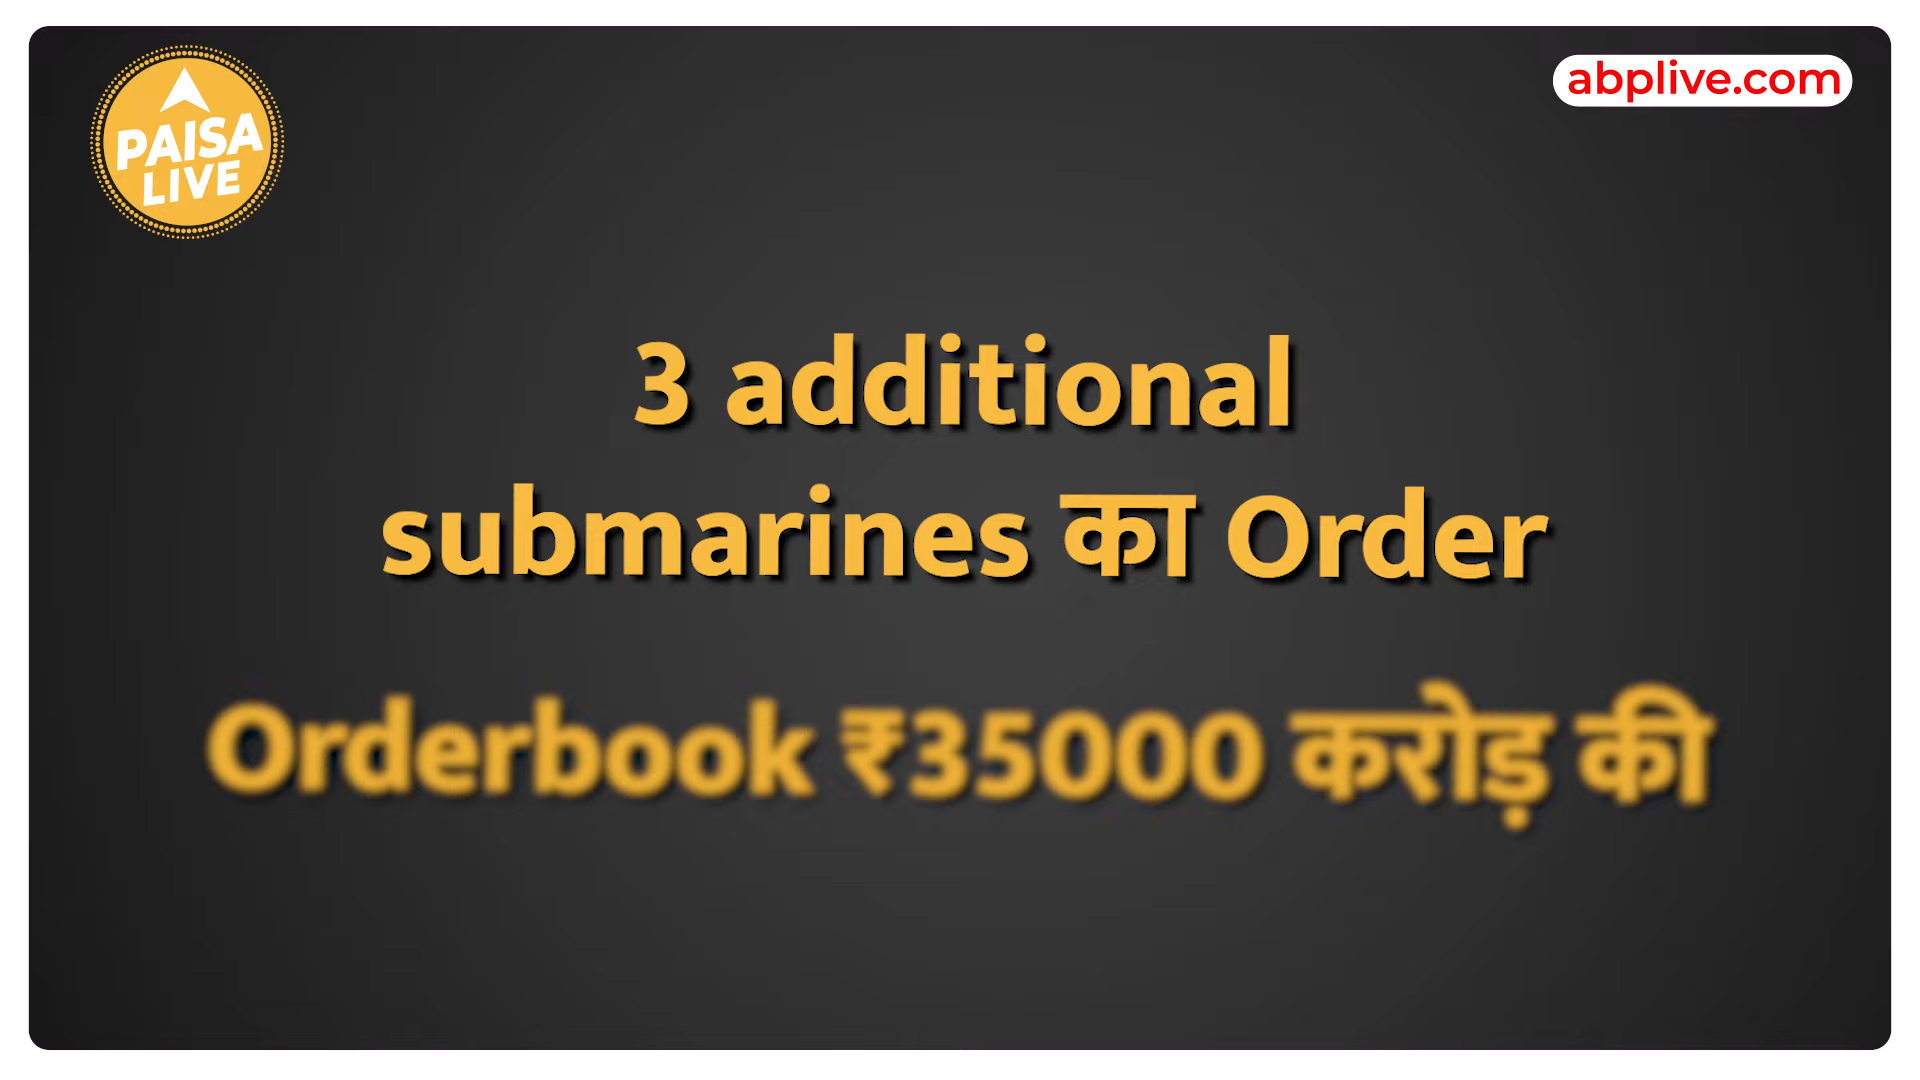 PAISA
LIVE
abplive.com
3 additional
submarines का Order
Orderbook ₹35000 करोड़ की